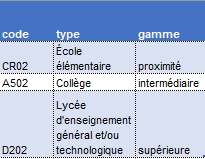 code type gamme
École
CR02 élémentaire proximité
A502 Collège intermédiaire
Lycée
d'enseignement
général et/ou
D202 technologique supérieure